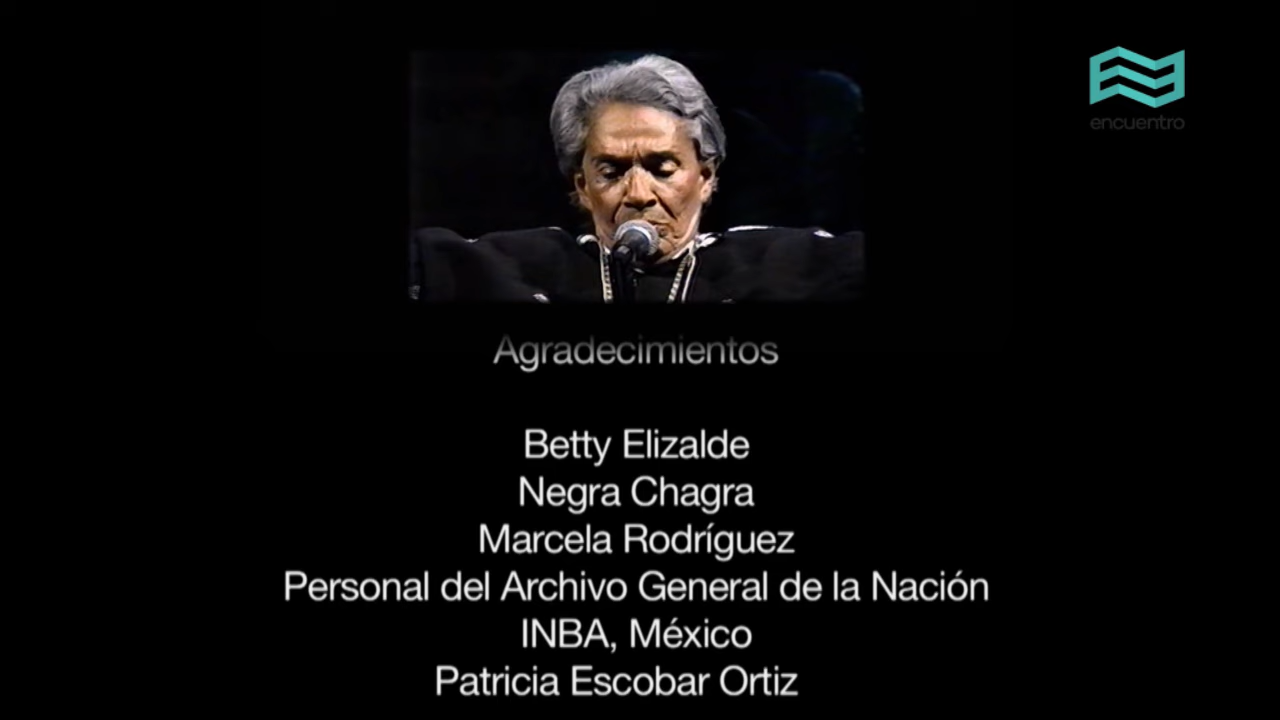 encuentro
Agradecimientos
Betty Elizalde
Negra Chagra
Marcela Rodríguez
Personal del Archivo General de la Nación
INBA, México
Patricia Escobar Ortiz